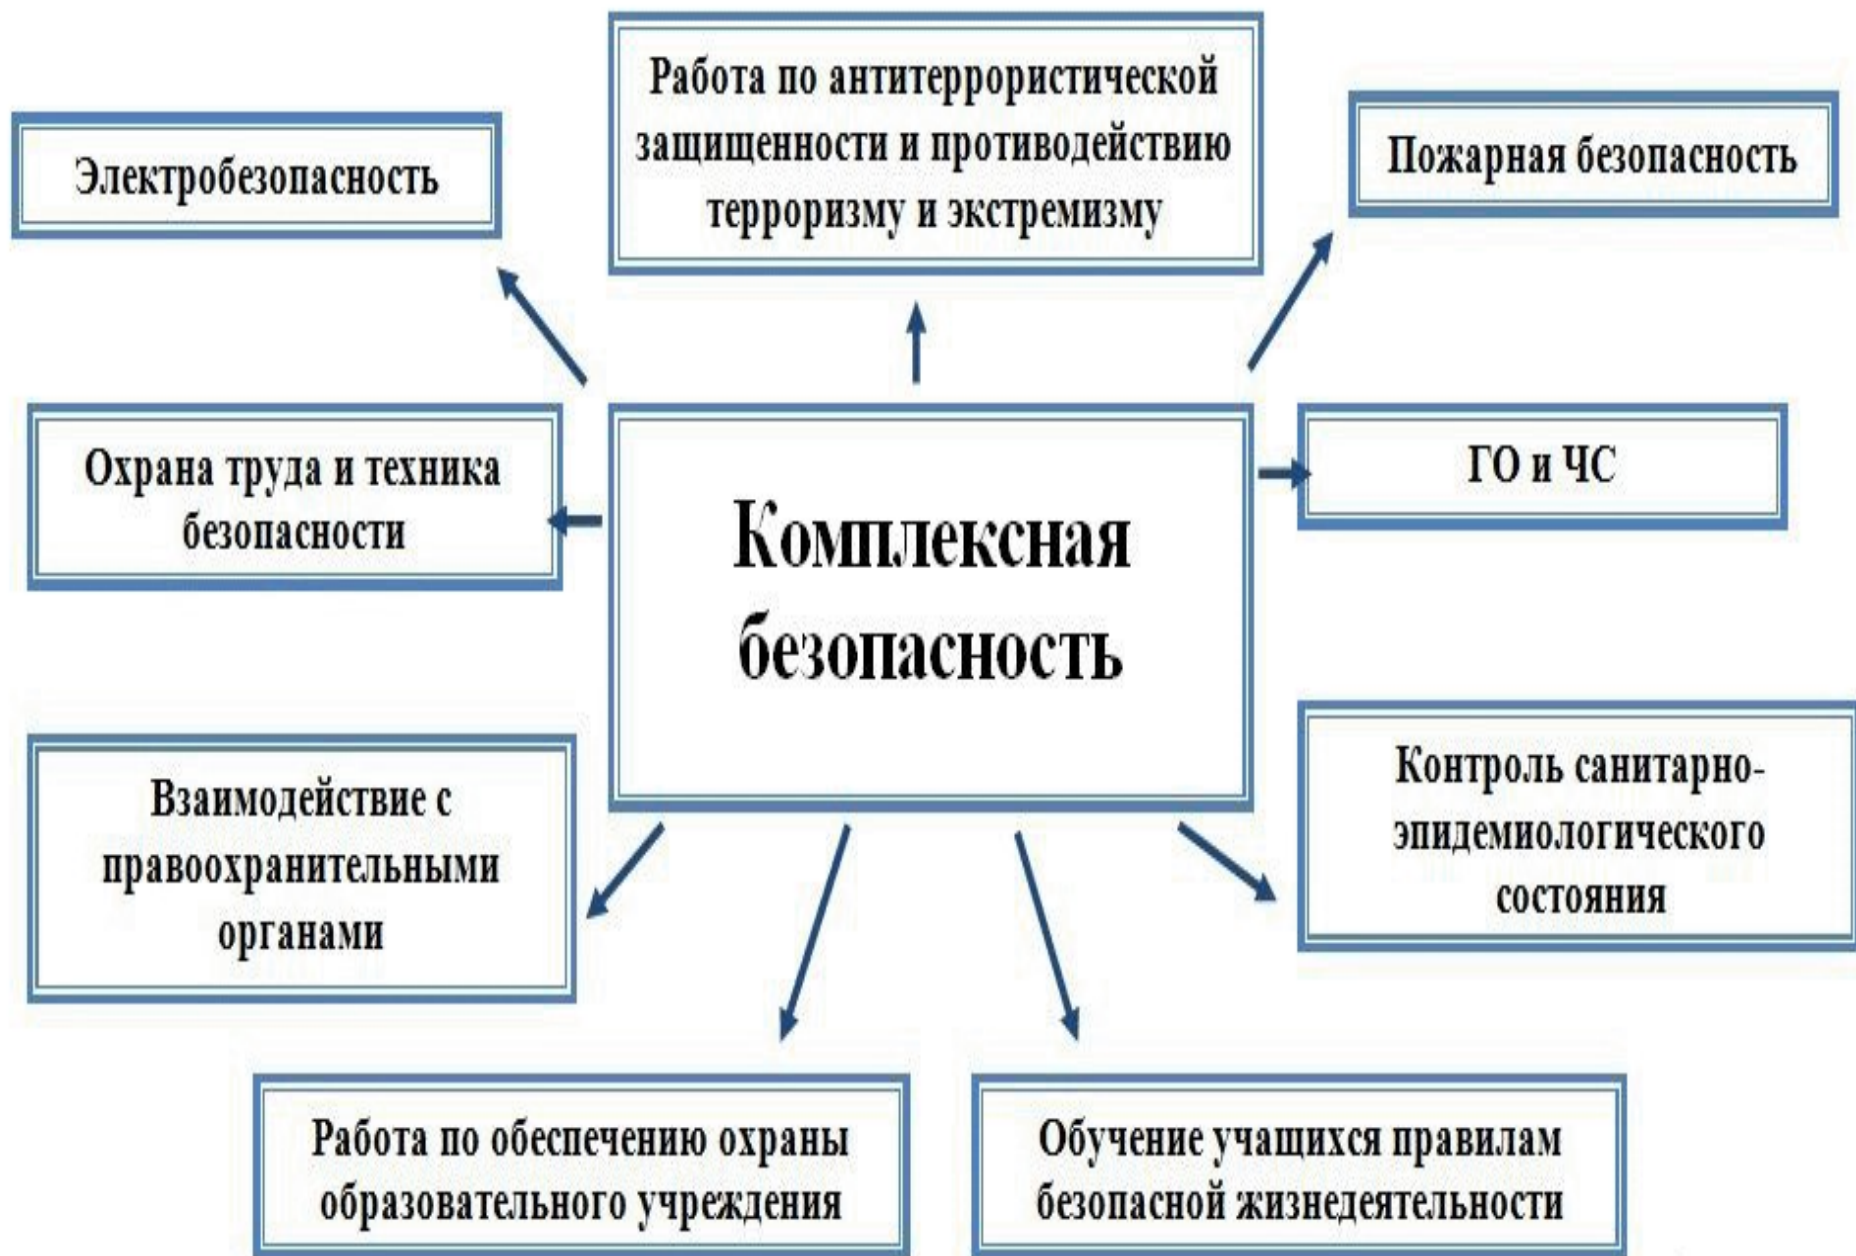 Работа по антитеррористической
защищенности и противодействию
терроризму и экстремизму
Электробезопасность
Пожарная безопасность
Охрана труда и техника
безопасности
Комплексная
безопасность
ГО и ЧС
Взаимодействие с
правоохранительными
органами
Контроль санитарно-
эпидемиологического
состояния
Работа по обеспечению охраны
образовательного учреждения
Обучение учащихся правилам
безопасной жизнедеятельности